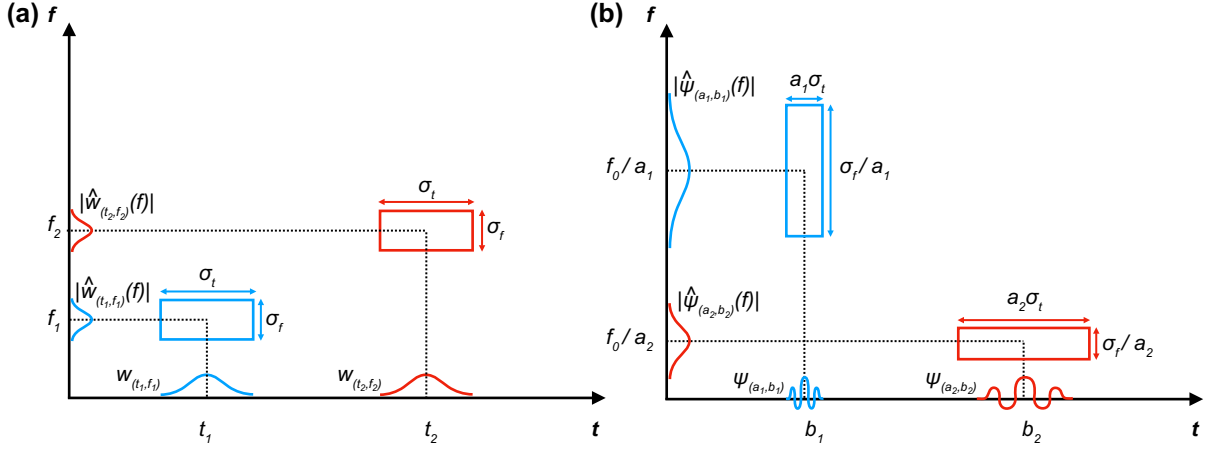 (a)
f
|ŵ(t₂,f₂)(f)|
σt
f₂
σf
|ŵ(t₁,f₁)(f)|
σt
f₁
σf
w(t₁,f₁)
w(t₂,f₂)
t₁
t₂
t
(b)
f
|ψ̂(a₁,b₁)(f)|
a₁σt
f₀/a₁
σf/a₁
|ψ̂(a₂,b₂)(f)|
a₂σt
f₀/a₂
σf/a₂
ψ(a₁,b₁)
ψ(a₂,b₂)
b₁
b₂
t